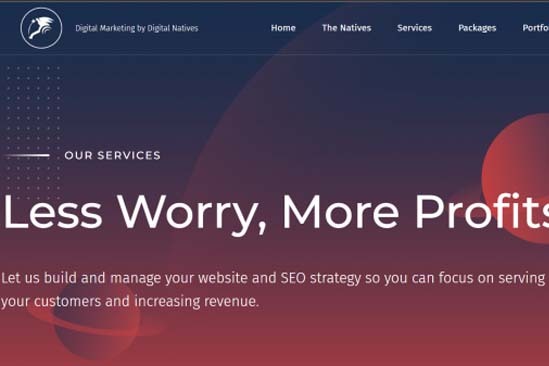 Digital Marketing by Digital Natives
Home The Natives Services Packages Portfo
OUR SERVICES
Less Worry, More Profits
Let us build and manage your website and SEO strategy so you can focus on serving
your customers and increasing revenue.